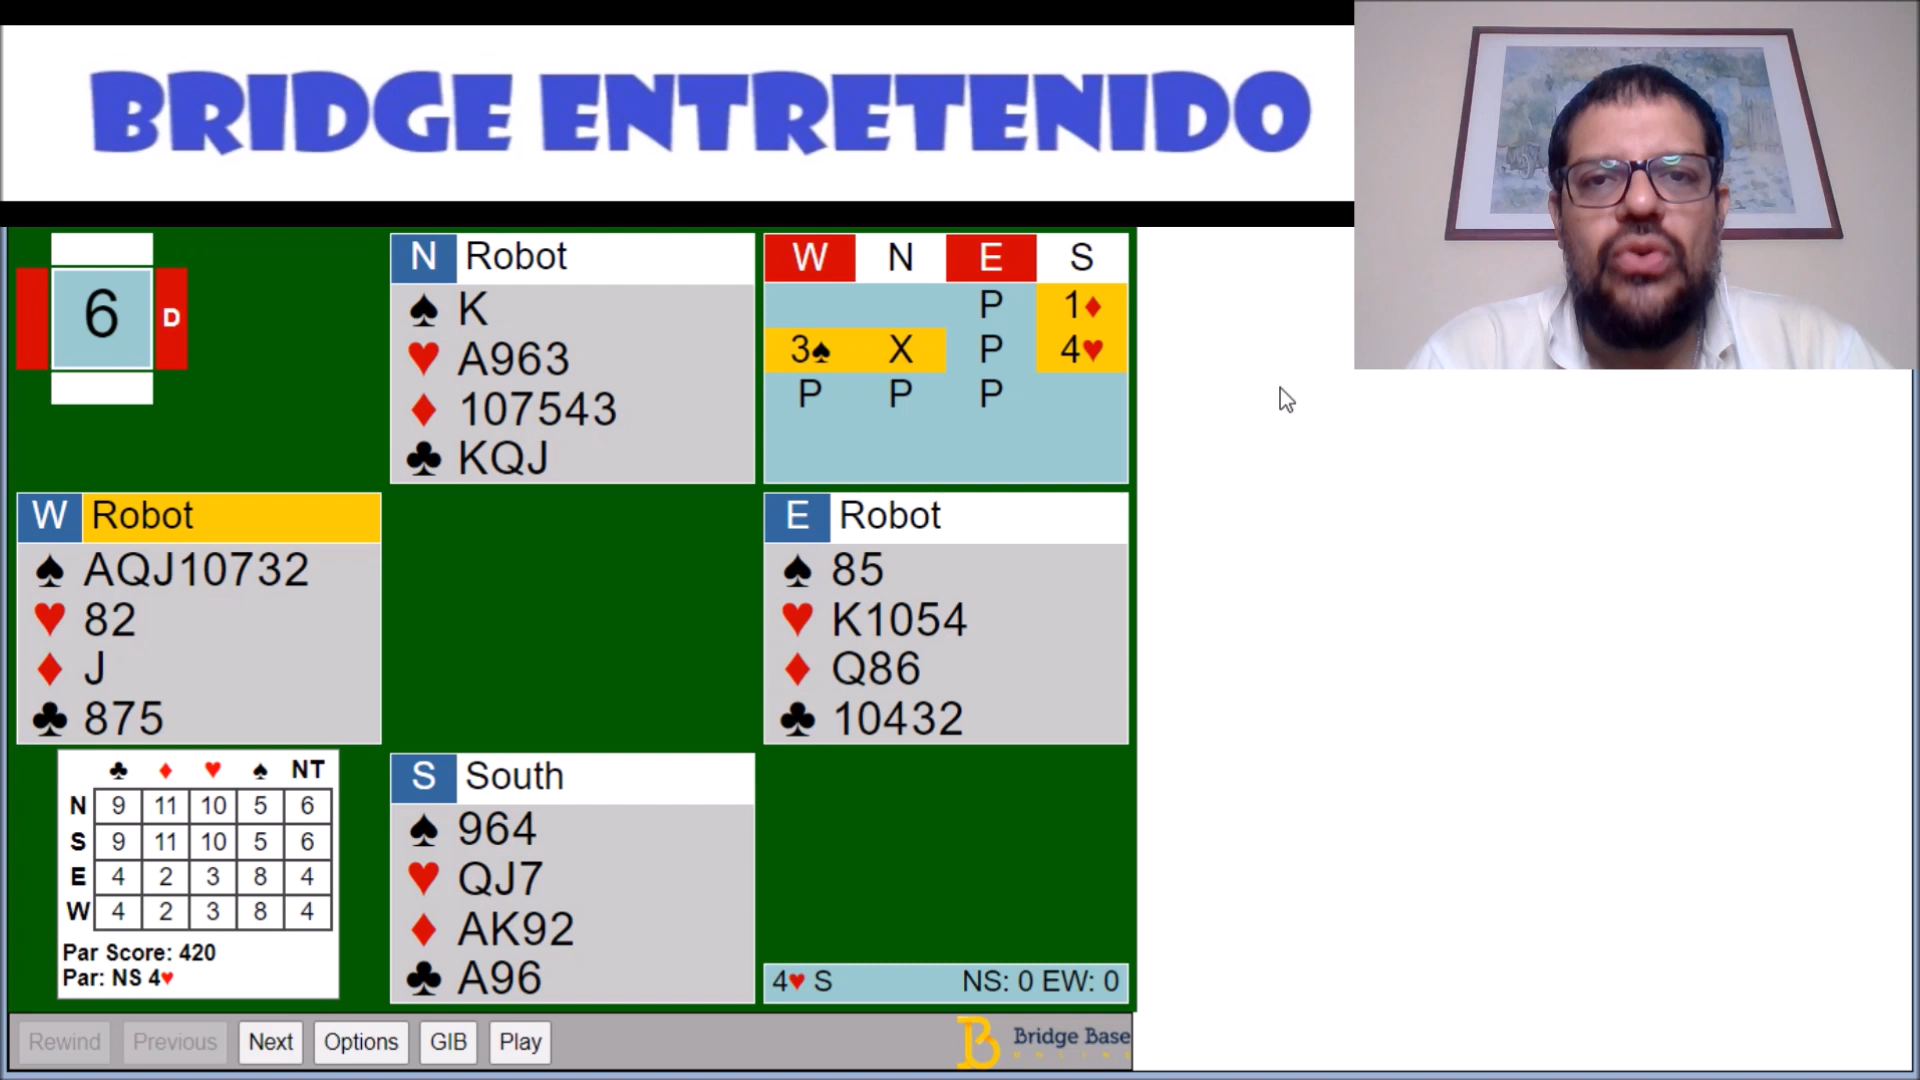 BRIDGE ENTRETENIDO
6
D
N Robot
♠ K
♥ A963
♦ 107543
♣ KQJ
W N E S
P 1♦
3♠ X P 4♥
P P P
W Robot
♠ AQJ10732
♥ 82
♦ J
♣ 875
E Robot
♠ 85
♥ K1054
♦ Q86
♣ 10432
♣ ♦ ♥ ♠ NT
N 9 11 10 5 6
S 9 11 10 5 6
E 4 2 3 8 4
W 4 2 3 8 4
Par Score: 420
Par: NS 4♥
S South
♠ 964
♥ QJ7
♦ AK92
♣ A96
4♥ S NS: 0 EW: 0
Rewind Previous Next Options GIB Play
Bridge Base
ONLINE